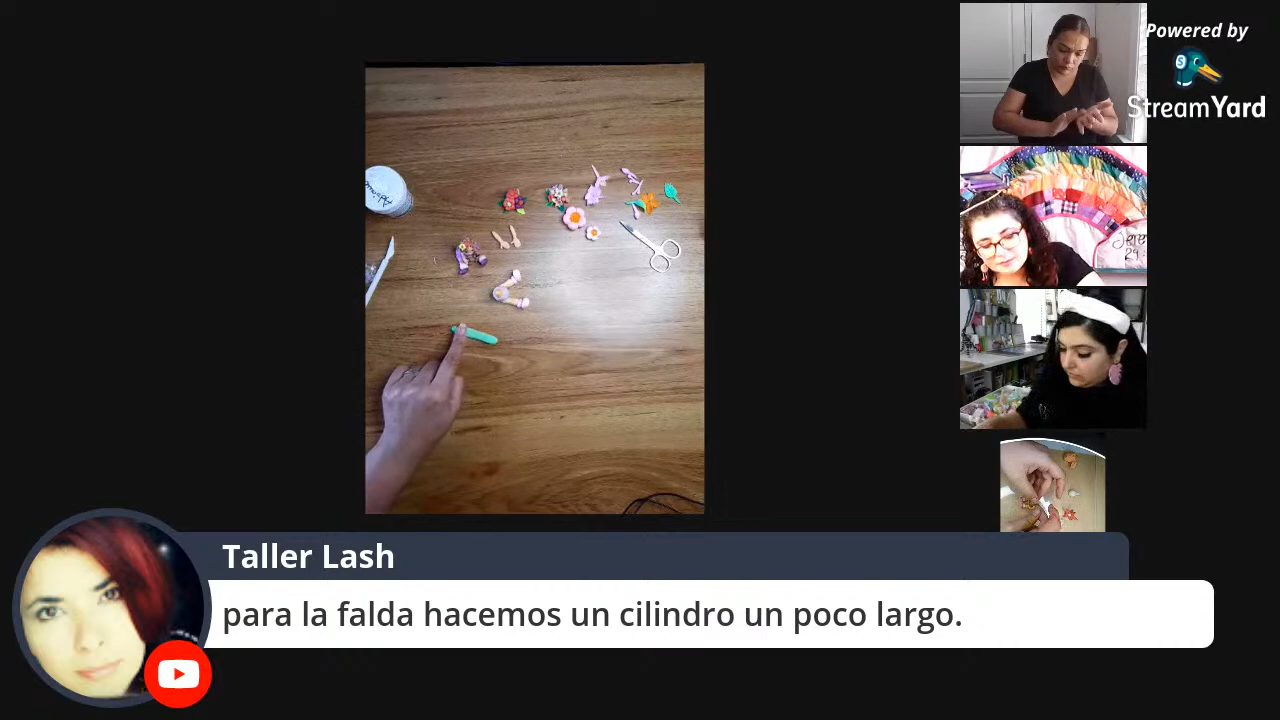 Powered by
StreamYard
Taller Lash
para la falda hacemos un cilindro un poco largo.